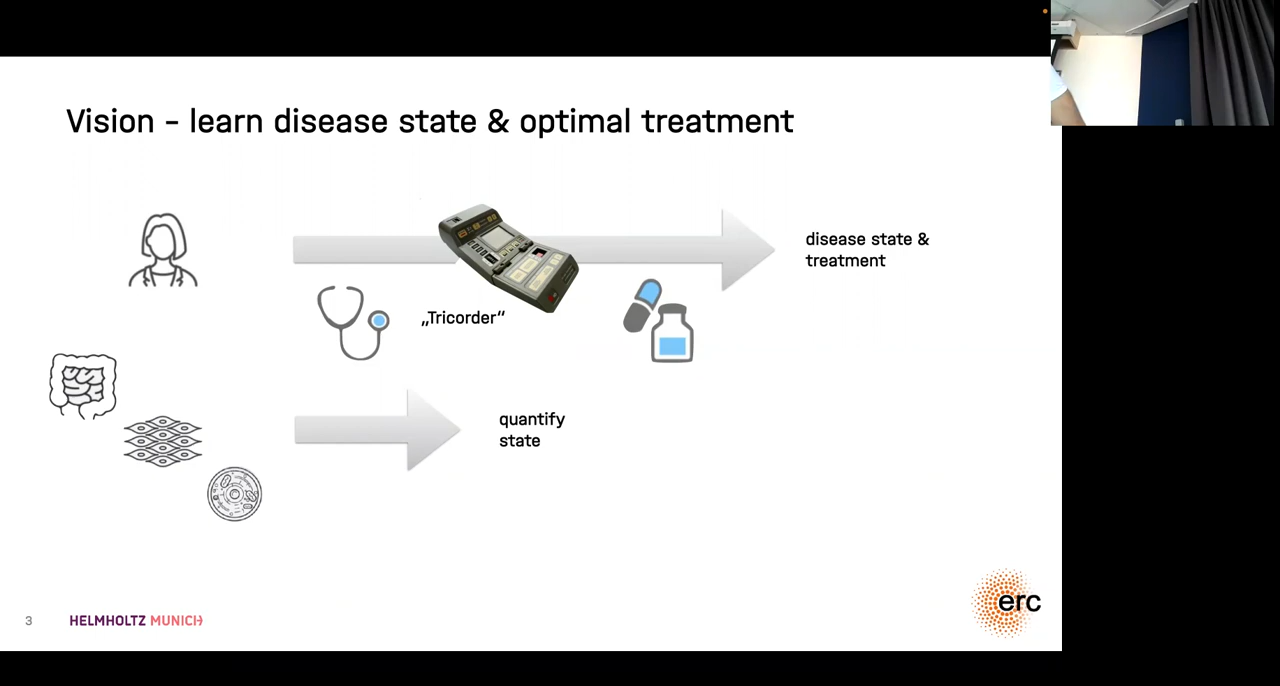 Vision - learn disease state & optimal treatment
disease state &
treatment
„Tricorder“
quantify
state
3
HELMHOLTZ MUNICH
erc